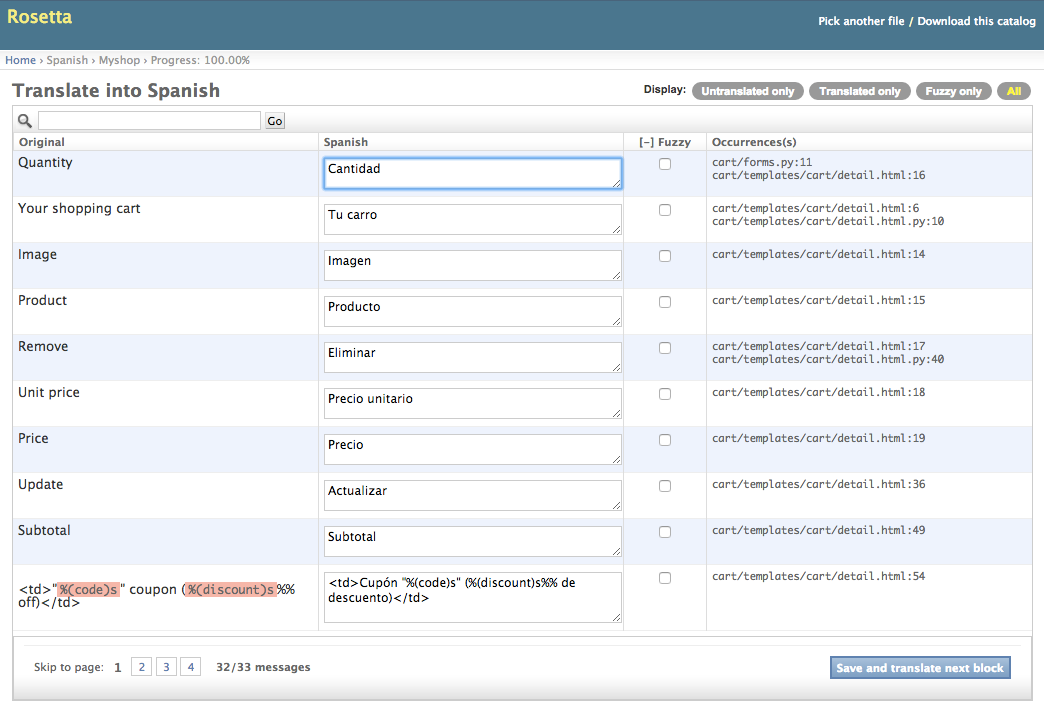 Rosetta
Pick another file / Download this catalog
Home › Spanish › Myshop › Progress: 100.00%
Translate into Spanish
Display: Untranslated only Translated only Fuzzy only All
Go
Original Spanish [-] Fuzzy Occurrences(s)
Quantity Cantidad cart/forms.py:11
cart/templates/cart/detail.html:16
Your shopping cart Tu carro cart/templates/cart/detail.html:6
cart/templates/cart/detail.html.py:10
Image Imagen cart/templates/cart/detail.html:14
Product Producto cart/templates/cart/detail.html:15
Remove Eliminar cart/templates/cart/detail.html:17
cart/templates/cart/detail.html.py:40
Unit price Precio unitario cart/templates/cart/detail.html:18
Price Precio cart/templates/cart/detail.html:19
Update Actualizar cart/templates/cart/detail.html:36
Subtotal Subtotal cart/templates/cart/detail.html:49
<td>"%(code)s" coupon (%(discount)s%%
off)</td>
<td>Cupón "%(code)s" (%(discount)s%% de
descuento)</td>
cart/templates/cart/detail.html:54
Skip to page: 1 2 3 4 32/33 messages
Save and translate next block